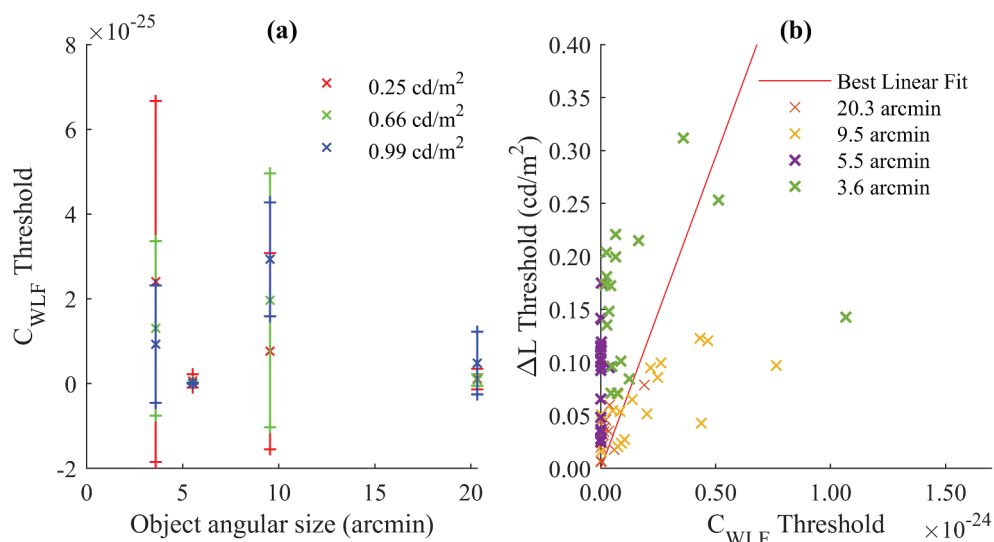 ×10⁻²⁵
(a)
8
6
4
2
0
-2
0
5
10
15
20
C_WLF Threshold
Object angular size (arcmin)
0.25 cd/m²
0.66 cd/m²
0.99 cd/m²
(b)
0.40
0.35
0.30
0.25
0.20
0.15
0.10
0.05
0.00
0.00
0.50
1.00
1.50
ΔL Threshold (cd/m²)
C_WLF Threshold
×10⁻²⁴
Best Linear Fit
20.3 arcmin
9.5 arcmin
5.5 arcmin
3.6 arcmin